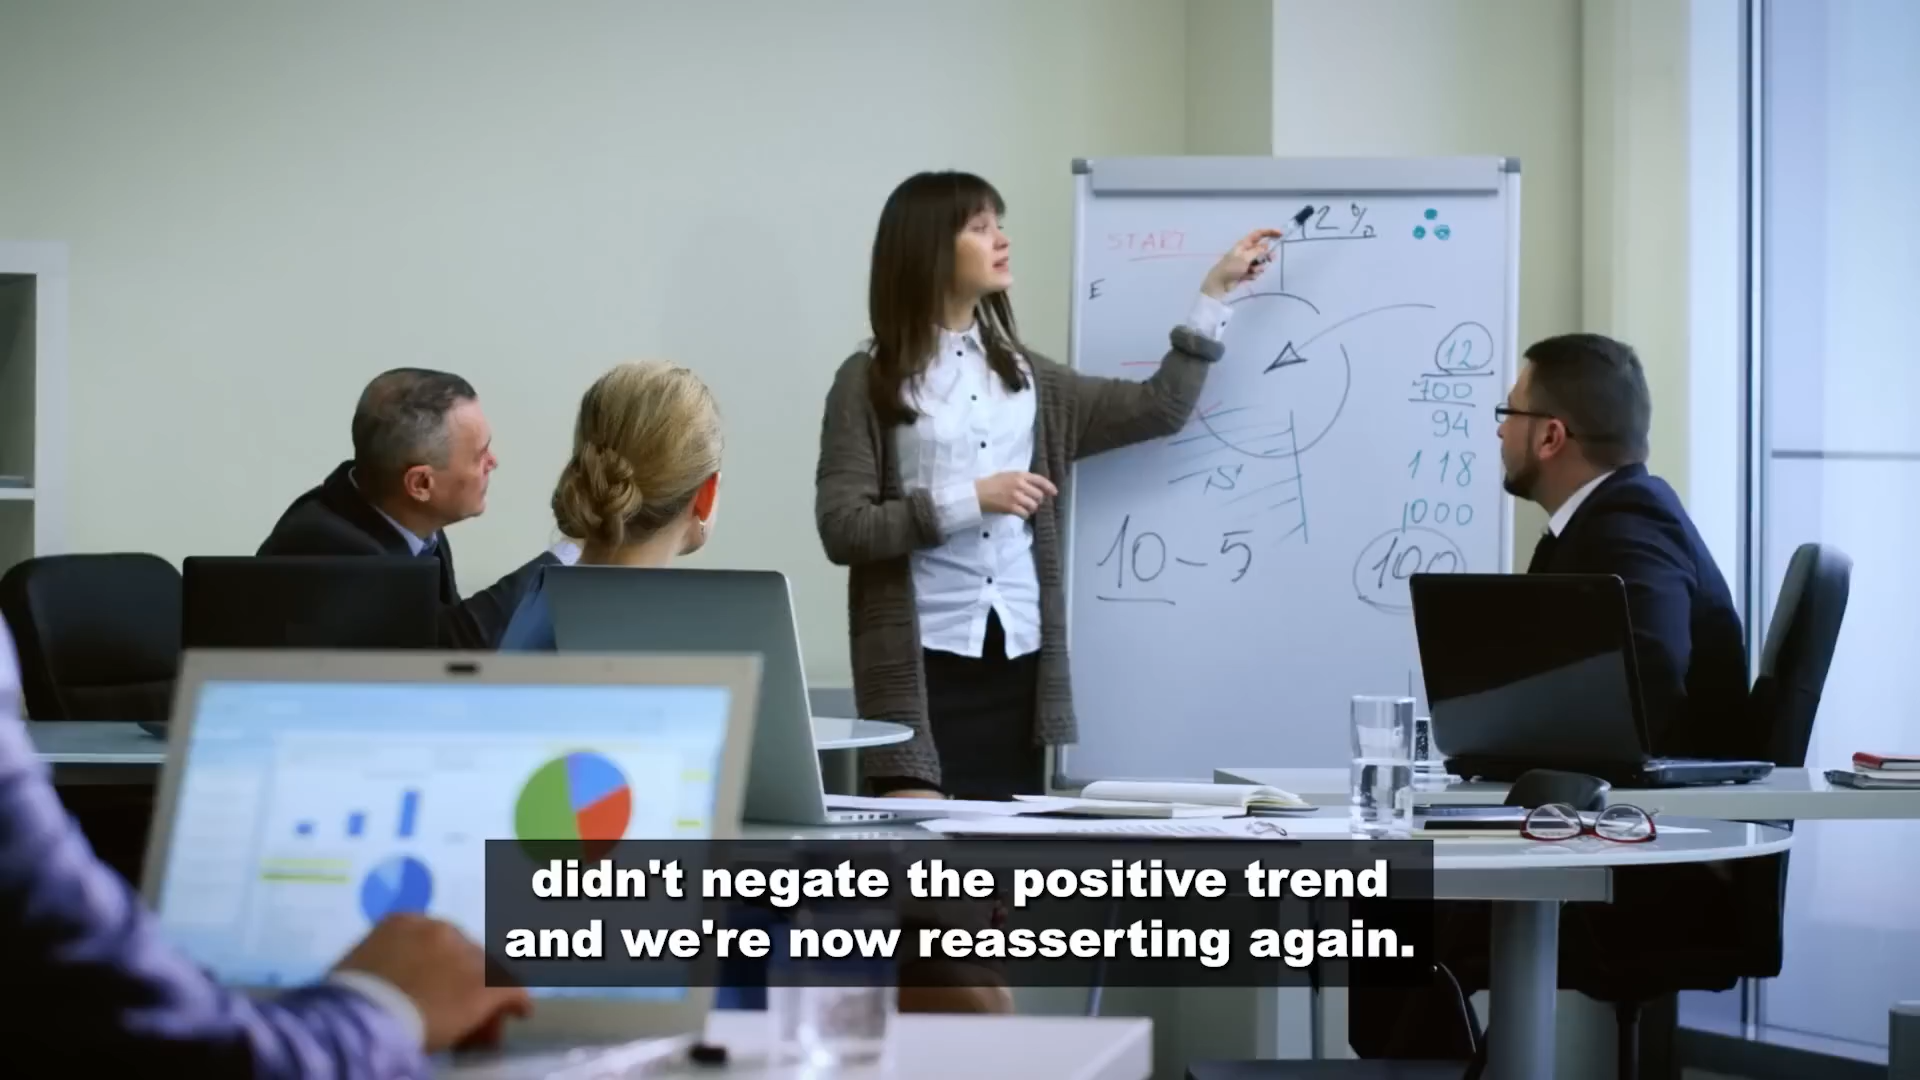 START
12%
E
12
700
94
118
1000
S
10-5
100
didn't negate the positive trend
and we're now reasserting again.